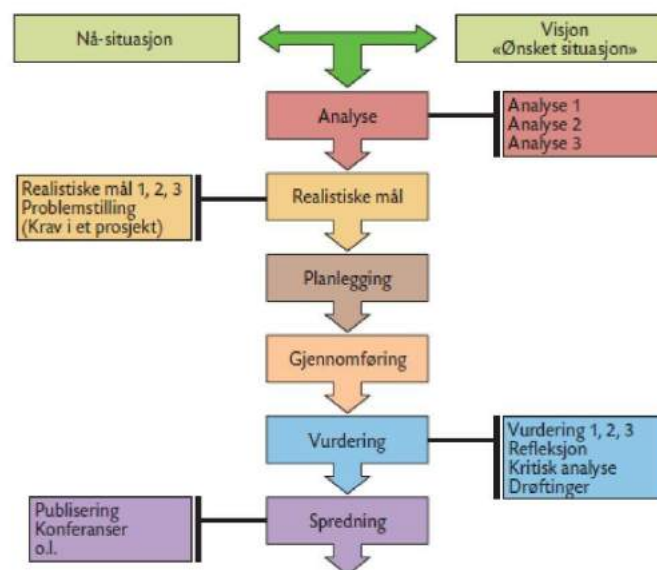 Nå-situasjon
Visjon
«Ønsket situasjon»
Analyse
Analyse 1
Analyse 2
Analyse 3
Realistiske mål 1, 2, 3
Problemstilling
(Krav i et prosjekt)
Realistiske mål
Planlegging
Gjennomføring
Vurdering
Vurdering 1, 2, 3
Refleksjon
Kritisk analyse
Drøftinger
Publisering
Konferanser
o.l.
Spredning